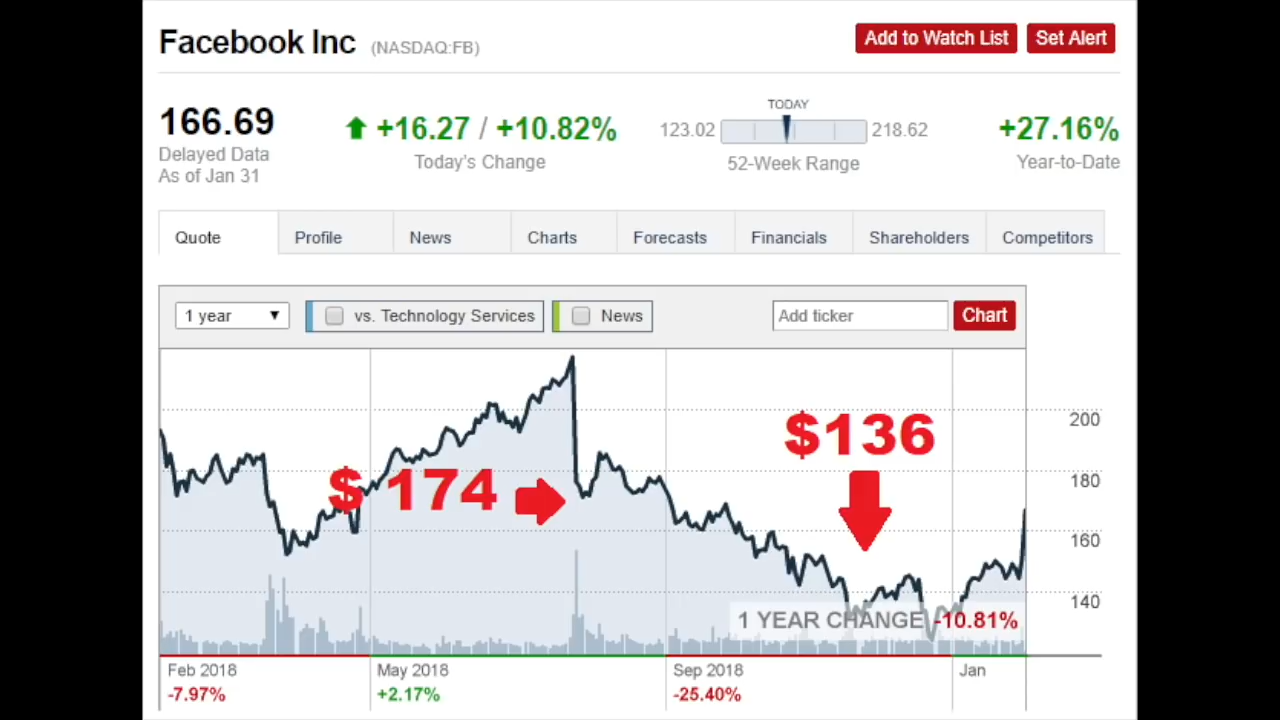 Facebook Inc (NASDAQ:FB)
Add to Watch List
Set Alert
166.69
Delayed Data
As of Jan 31
+16.27 / +10.82%
Today's Change
TODAY
123.02
218.62
52-Week Range
+27.16%
Year-to-Date
Quote
Profile
News
Charts
Forecasts
Financials
Shareholders
Competitors
1 year
vs. Technology Services
News
Add ticker
Chart
200
180
160
140
$ 174
$136
1 YEAR CHANGE -10.81%
Feb 2018
-7.97%
May 2018
+2.17%
Sep 2018
-25.40%
Jan